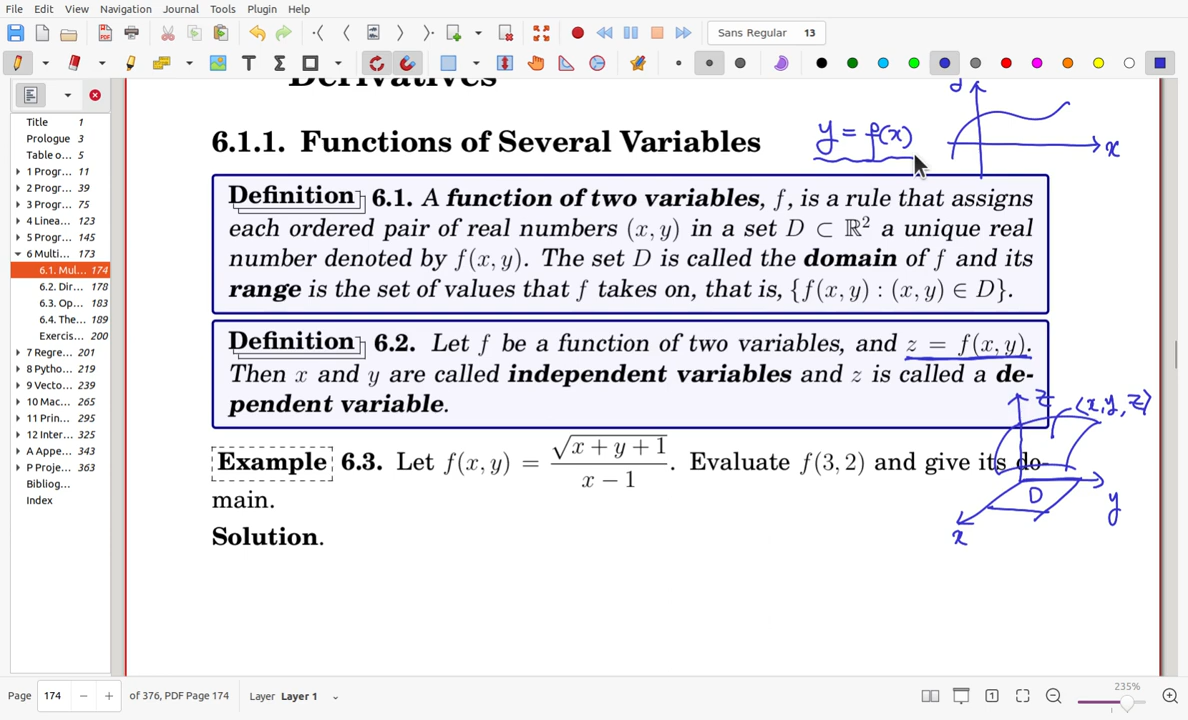 File Edit View Navigation Journal Tools Plugin Help
Sans Regular 13
Title 1
Prologue 3
Table o... 5
1 Progr... 11
2 Progr... 39
3 Progr... 75
4 Linea... 123
5 Progr... 145
6 Multi... 173
6.1. Mul... 174
6.2. Dir... 178
6.3. Op... 183
6.4. The... 189
Exercis... 200
7 Regre... 201
8 Pytho... 219
9 Vecto... 239
10 Mac... 265
11 Prin... 295
12 Inter... 325
A Appe... 343
P Proje... 363
Bibliog...
Index
6.1.1. Functions of Several Variables
y = f(x)
x
Definition 6.1. A function of two variables, f, is a rule that assigns
each ordered pair of real numbers (x, y) in a set D ⊂ ℝ² a unique real
number denoted by f(x, y). The set D is called the domain of f and its
range is the set of values that f takes on, that is, {f(x, y) : (x, y) ∈ D}.
Definition 6.2. Let f be a function of two variables, and z = f(x, y).
Then x and y are called independent variables and z is called a de-
pendent variable.
z (x, y, z)
Example 6.3. Let f(x, y) = √(x + y + 1) / (x − 1). Evaluate f(3, 2) and give its do-
main.
D
y
x
Solution.
Page 174 of 376, PDF Page 174 Layer Layer 1 235%